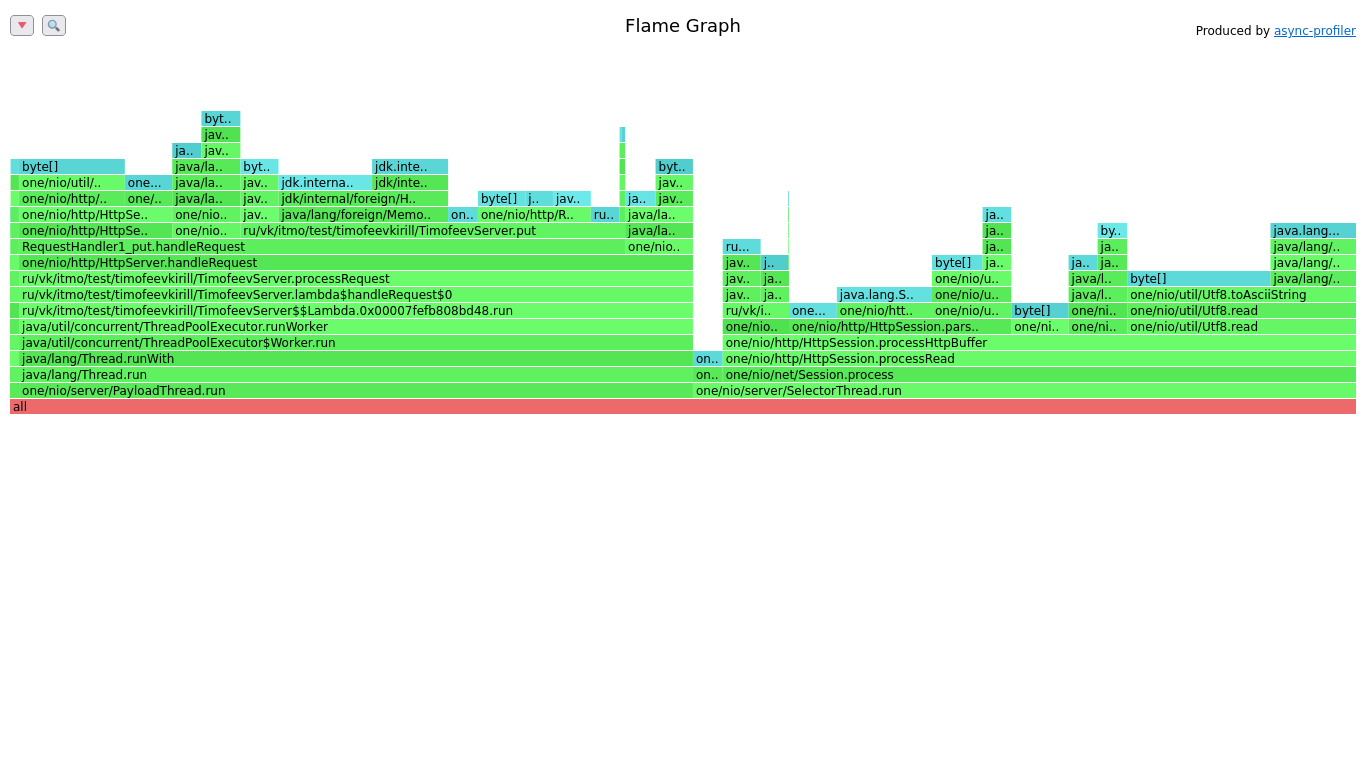 Flame Graph
Produced by async-profiler
byt..
jav..
ja.. jav..
byte[] java/la.. byt.. jdk.inte.. byt..
one/nio/util/.. one... java/la.. jav.. jdk.interna.. jdk/inte.. jav..
one/nio/http/.. one/.. java/la.. jav.. jdk/internal/foreign/H.. byte[] j.. jav.. ja.. jav..
one/nio/http/HttpSe.. one/nio.. jav.. java/lang/foreign/Memo.. on.. one/nio/http/R.. ru.. java/la.. ja..
one/nio/http/HttpSe.. one/nio.. ru/vk/itmo/test/timofeevkirill/TimofeevServer.put java/la.. ja.. by.. java.lang...
RequestHandler1_put.handleRequest one/nio.. ru... ja.. ja.. java/lang/..
one/nio/http/HttpServer.handleRequest jav.. j.. byte[] ja.. ja.. ja.. java/lang/..
ru/vk/itmo/test/timofeevkirill/TimofeevServer.processRequest jav.. ja.. one/nio/u.. java/l.. byte[] java/lang/..
ru/vk/itmo/test/timofeevkirill/TimofeevServer.lambda$handleRequest$0 jav.. ja.. java.lang.S.. one/nio/u.. java/l.. one/nio/util/Utf8.toAsciiString
ru/vk/itmo/test/timofeevkirill/TimofeevServer$$Lambda.0x00007fefb808bd48.run ru/vk/i.. one... one/nio/htt.. one/nio/u.. byte[] one/ni.. one/nio/util/Utf8.read
java/util/concurrent/ThreadPoolExecutor.runWorker one/nio.. one/nio/http/HttpSession.pars.. one/ni.. one/ni.. one/nio/util/Utf8.read
java/util/concurrent/ThreadPoolExecutor$Worker.run one/nio/http/HttpSession.processHttpBuffer
java/lang/Thread.runWith on.. one/nio/http/HttpSession.processRead
java/lang/Thread.run on.. one/nio/net/Session.process
one/nio/server/PayloadThread.run one/nio/server/SelectorThread.run
all